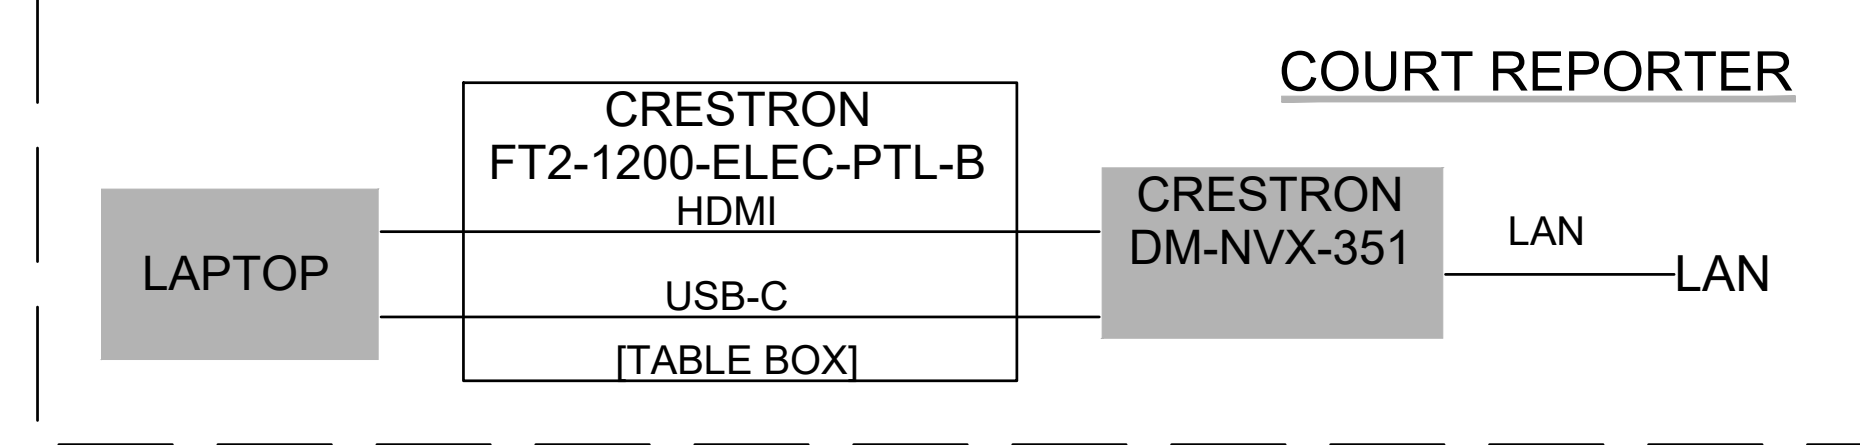 COURT REPORTER
CRESTRON
FT2-1200-ELEC-PTL-B
HDMI
USB-C
[TABLE BOX]
LAPTOP
CRESTRON
DM-NVX-351
LAN
LAN